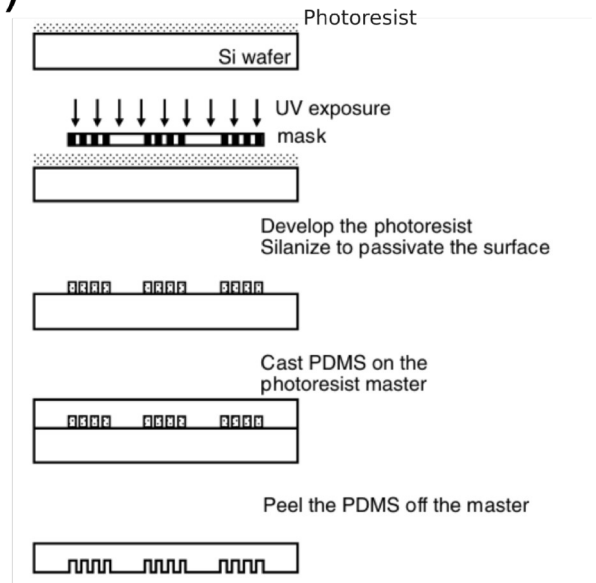 )
Photoresist
Si wafer
UV exposure
mask
Develop the photoresist
Silanize to passivate the surface
Cast PDMS on the
photoresist master
Peel the PDMS off the master